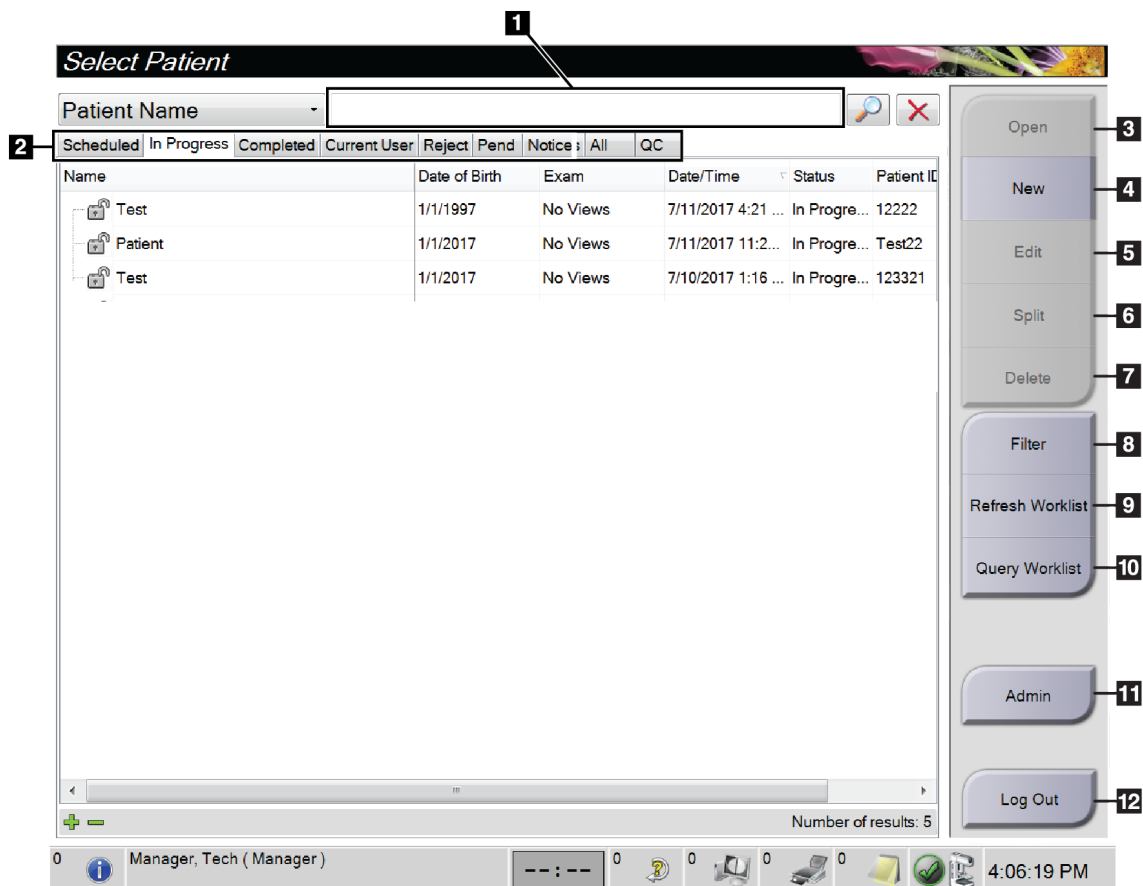 1
Select Patient
Patient Name
Open 3
2 Scheduled In Progress Completed Current User Reject Pend Notices All QC
Name Date of Birth Exam Date/Time Status Patient ID
New 4
Test 1/1/1997 No Views 7/11/2017 4:21 ... In Progre... 12222
Patient 1/1/2017 No Views 7/11/2017 11:2... In Progre... Test22
Edit 5
Test 1/1/2017 No Views 7/10/2017 1:16 ... In Progre... 123321
Split 6
Delete 7
Filter 8
Refresh Worklist 9
Query Worklist 10
Admin 11
Log Out 12
Number of results: 5
0 Manager, Tech ( Manager ) --:-- 0 0 0 0 4:06:19 PM